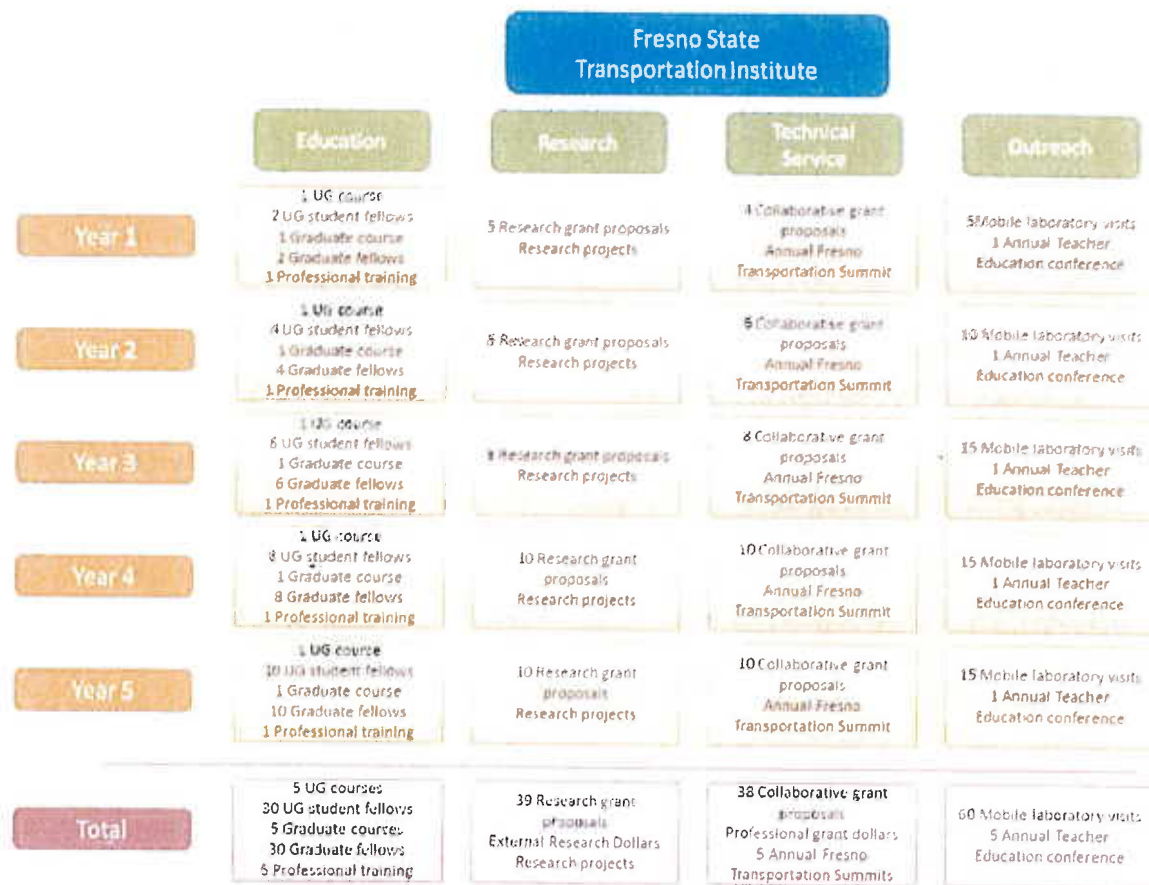 Fresno State
Transportation Institute
Education
Research
Technical
Service
Outreach
Year 1
1 UG course
2 UG student fellows
1 Graduate course
2 Graduate fellows
1 Professional training
5 Research grant proposals
Research projects
4 Collaborative grant
proposals
Annual Fresno
Transportation Summit
5 Mobile laboratory visits
1 Annual Teacher
Education conference
Year 2
1 UG course
4 UG student fellows
1 Graduate course
4 Graduate fellows
1 Professional training
6 Research grant proposals
Research projects
6 Collaborative grant
proposals
Annual Fresno
Transportation Summit
10 Mobile laboratory visits
1 Annual Teacher
Education conference
Year 3
1 UG course
6 UG student fellows
1 Graduate course
6 Graduate fellows
1 Professional training
8 Research grant proposals
Research projects
8 Collaborative grant
proposals
Annual Fresno
Transportation Summit
15 Mobile laboratory visits
1 Annual Teacher
Education conference
Year 4
1 UG course
8 UG student fellows
1 Graduate course
8 Graduate fellows
1 Professional training
10 Research grant
proposals
Research projects
10 Collaborative grant
proposals
Annual Fresno
Transportation Summit
15 Mobile laboratory visits
1 Annual Teacher
Education conference
Year 5
1 UG course
10 UG student fellows
1 Graduate course
10 Graduate fellows
1 Professional training
10 Research grant
proposals
Research projects
10 Collaborative grant
proposals
Annual Fresno
Transportation Summit
15 Mobile laboratory visits
1 Annual Teacher
Education conference
Total
5 UG courses
30 UG student fellows
5 Graduate courses
30 Graduate fellows
5 Professional training
39 Research grant
proposals
External Research Dollars
Research projects
38 Collaborative grant
proposals
Professional grant dollars
5 Annual Fresno
Transportation Summits
60 Mobile laboratory visits
5 Annual Teacher
Education conference